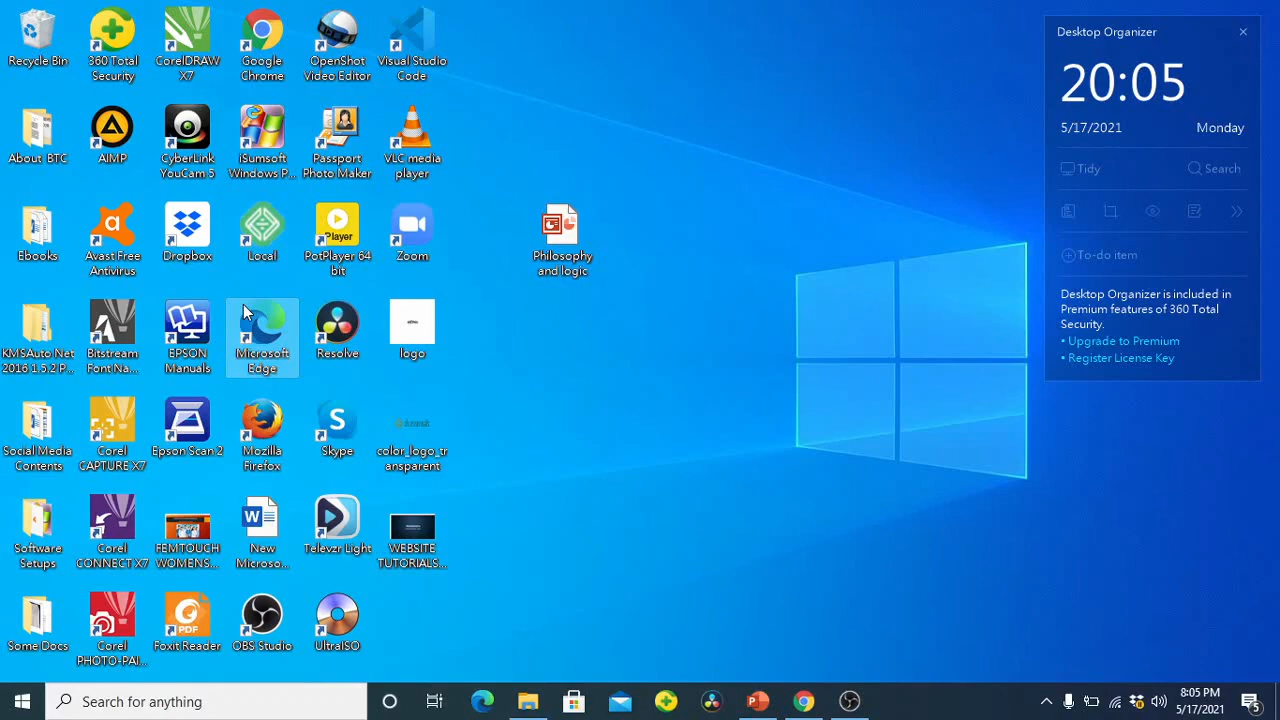 Recycle Bin
360 Total
Security
CorelDRAW
X7
Google
Chrome
OpenShot
Video Editor
Visual Studio
Code
About BTC
AIMP
CyberLink
YouCam 5
iSumsoft
Windows P...
Passport
Photo Maker
VLC media
player
Ebooks
Avast Free
Antivirus
Dropbox
Local
Player
PotPlayer 64
bit
Zoom
Philosophy
and logic
KMSAuto Net
2016 1.5.2 P...
Bitstream
Font Na...
EPSON
Manuals
Microsoft
Edge
Resolve
logo
Social Media
Contents
Corel
CAPTURE X7
Epson Scan 2
Mozilla
Firefox
Skype
color_logo_tr
ansparent
Software
Setups
Corel
CONNECT X7
FEMTOUCH
WOMENS...
New
Microso...
Televzr Light
WEBSITE
TUTORIALS...
Some Docs
Corel
PHOTO-PAI...
PDF
Foxit Reader
OBS Studio
UltraISO
Desktop Organizer
20:05
5/17/2021 Monday
Tidy Search
To-do item
Desktop Organizer is included in
Premium features of 360 Total
Security.
• Upgrade to Premium
• Register License Key
Search for anything
8:05 PM
5/17/2021
5